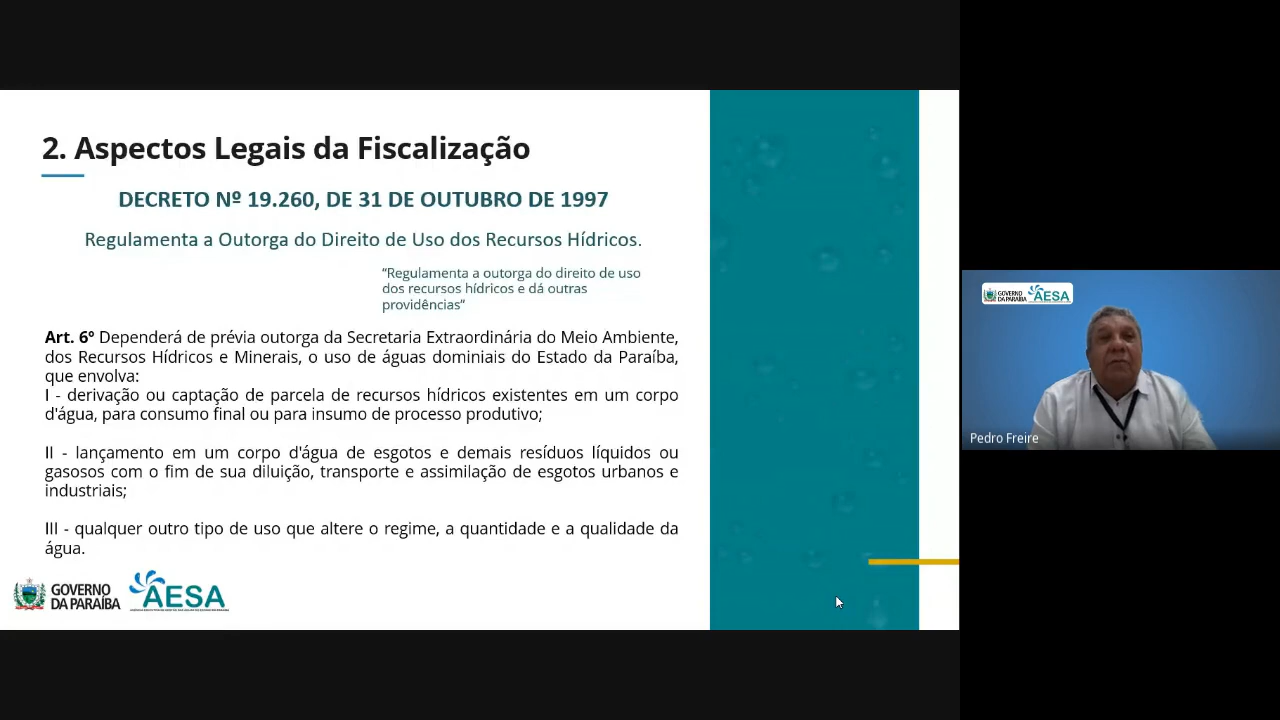 2. Aspectos Legais da Fiscalização
DECRETO Nº 19.260, DE 31 DE OUTUBRO DE 1997
Regulamenta a Outorga do Direito de Uso dos Recursos Hídricos.
“Regulamenta a outorga do direito de uso
dos recursos hídricos e dá outras
providências”
Art. 6º Dependerá de prévia outorga da Secretaria Extraordinária do Meio Ambiente,
dos Recursos Hídricos e Minerais, o uso de águas dominiais do Estado da Paraíba,
que envolva:
I - derivação ou captação de parcela de recursos hídricos existentes em um corpo
d'água, para consumo final ou para insumo de processo produtivo;
II - lançamento em um corpo d'água de esgotos e demais resíduos líquidos ou
gasosos com o fim de sua diluição, transporte e assimilação de esgotos urbanos e
industriais;
III - qualquer outro tipo de uso que altere o regime, a quantidade e a qualidade da
água.
GOVERNO
DA PARAÍBA
AESA
GOVERNO
DA PARAÍBA
AESA
Pedro Freire